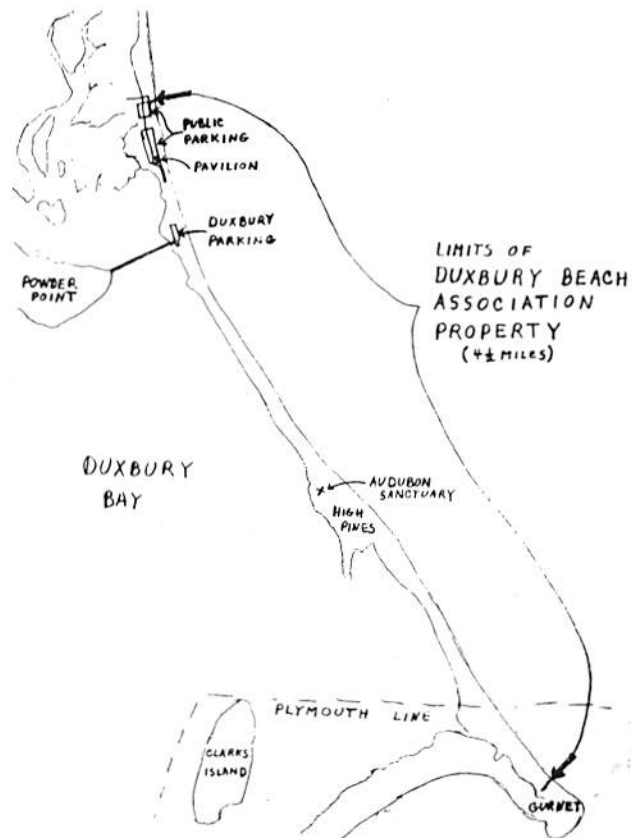 PUBLIC
PARKING
PAVILION
DUXBURY
PARKING
POWDER
POINT
LIMITS OF
DUXBURY BEACH
ASSOCIATION
PROPERTY
(4½ MILES)
DUXBURY
BAY
AUDUBON
SANCTUARY
HIGH
PINES
PLYMOUTH LINE
CLARKS
ISLAND
GURNET